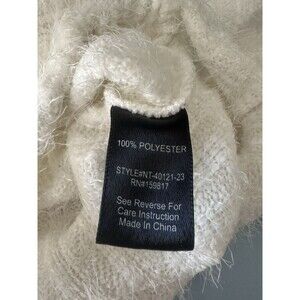 100% POLYESTER
STYLE#NT-40121-23
RN#159817
See Reverse For
Care Instruction
Made In China